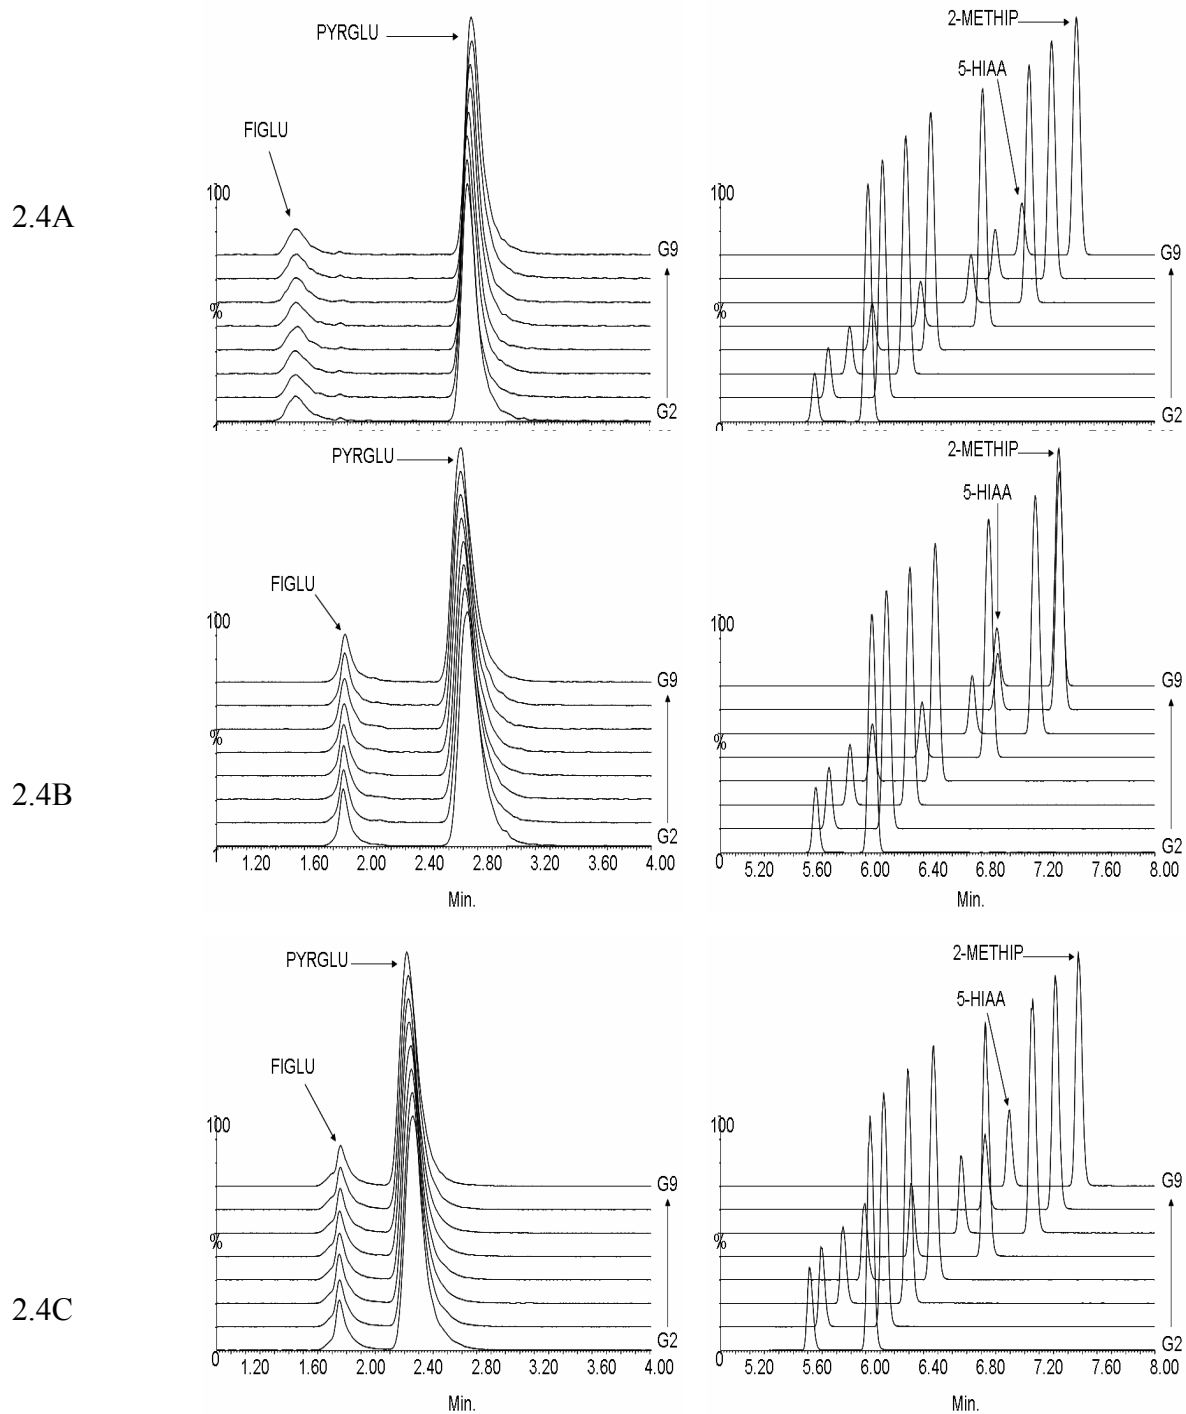 2.4A
PYRGLU
FIGLU
100
%
G9
G2
2-METHIP
5-HIAA
100
%
G9
G2
2.4B
PYRGLU
FIGLU
100
%
G9
G2
1.20 1.60 2.00 2.40 2.80 3.20 3.60 4.00
Min.
2-METHIP
5-HIAA
100
%
G9
G2
0 5.20 5.60 6.00 6.40 6.80 7.20 7.60 8.00
Min.
2.4C
PYRGLU
FIGLU
100
%
G9
G2
0 1.20 1.60 2.00 2.40 2.80 3.20 3.60 4.00
Min.
2-METHIP
5-HIAA
100
%
G9
G2
0 5.20 5.60 6.00 6.40 6.80 7.20 7.60 8.00
Min.